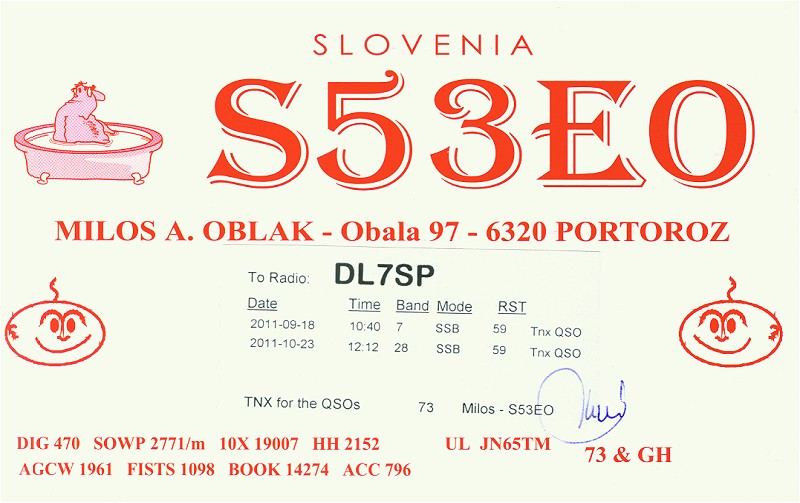 SLOVENIA
S53EO
MILOS A. OBLAK - Obala 97 - 6320 PORTOROZ
To Radio: DL7SP
Date Time Band Mode RST
2011-09-18 10:40 7 SSB 59 Tnx QSO
2011-10-23 12:12 28 SSB 59 Tnx QSO
TNX for the QSOs 73 Milos - S53EO
DIG 470 SOWP 2771/m 10X 19007 HH 2152 UL JN65TM
AGCW 1961 FISTS 1098 BOOK 14274 ACC 796
73 & GH